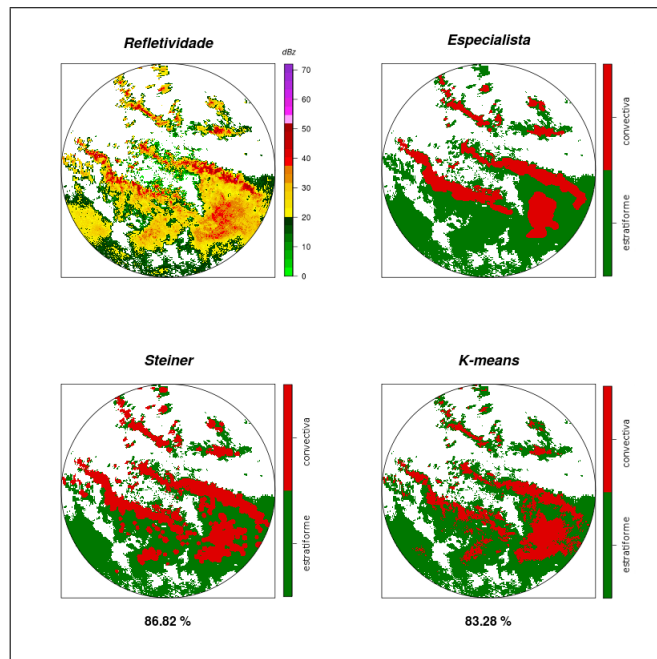 Refletividade
dBz
70
60
50
40
30
20
10
0
Especialista
convectiva
estratiforme
Steiner
convectiva
estratiforme
86.82 %
K-means
convectiva
estratiforme
83.28 %